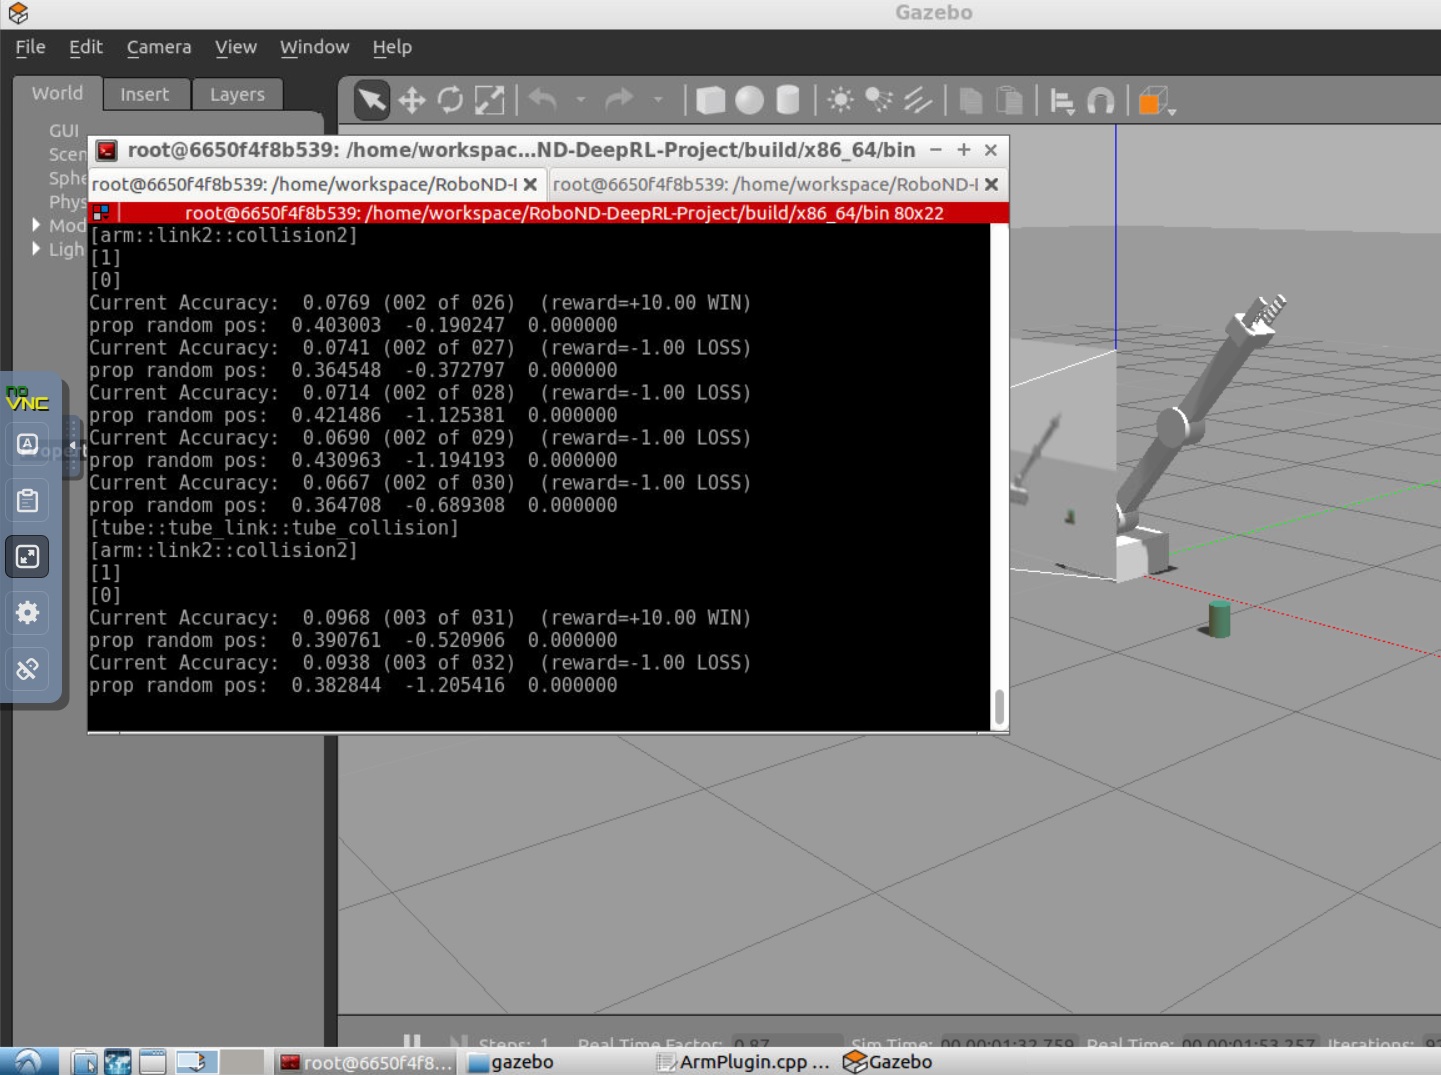 Gazebo
File Edit Camera View Window Help
World Insert Layers
GUI
Scen
Sphe
Phys
Mod
Ligh
root@6650f4f8b539: /home/workspac...ND-DeepRL-Project/build/x86_64/bin
root@6650f4f8b539: /home/workspace/RoboND-I root@6650f4f8b539: /home/workspace/RoboND-I
root@6650f4f8b539: /home/workspace/RoboND-DeepRL-Project/build/x86_64/bin 80x22
[arm::link2::collision2]
[1]
[0]
Current Accuracy:  0.0769 (002 of 026)  (reward=+10.00 WIN)
prop random pos:  0.403003  -0.190247  0.000000
Current Accuracy:  0.0741 (002 of 027)  (reward=-1.00 LOSS)
prop random pos:  0.364548  -0.372797  0.000000
Current Accuracy:  0.0714 (002 of 028)  (reward=-1.00 LOSS)
prop random pos:  0.421486  -1.125381  0.000000
Current Accuracy:  0.0690 (002 of 029)  (reward=-1.00 LOSS)
prop random pos:  0.430963  -1.194193  0.000000
Current Accuracy:  0.0667 (002 of 030)  (reward=-1.00 LOSS)
prop random pos:  0.364708  -0.689308  0.000000
[tube::tube_link::tube_collision]
[arm::link2::collision2]
[1]
[0]
Current Accuracy:  0.0968 (003 of 031)  (reward=+10.00 WIN)
prop random pos:  0.390761  -0.520906  0.000000
Current Accuracy:  0.0938 (003 of 032)  (reward=-1.00 LOSS)
prop random pos:  0.382844  -1.205416  0.000000
no
VNC
A
Steps: 1 Real Time Factor: 0.87 Sim Time: 00 00:01:32.759 Real Time: 00 00:01:53.257 Iterations:
root@6650f4f8... gazebo ArmPlugin.cpp ... Gazebo